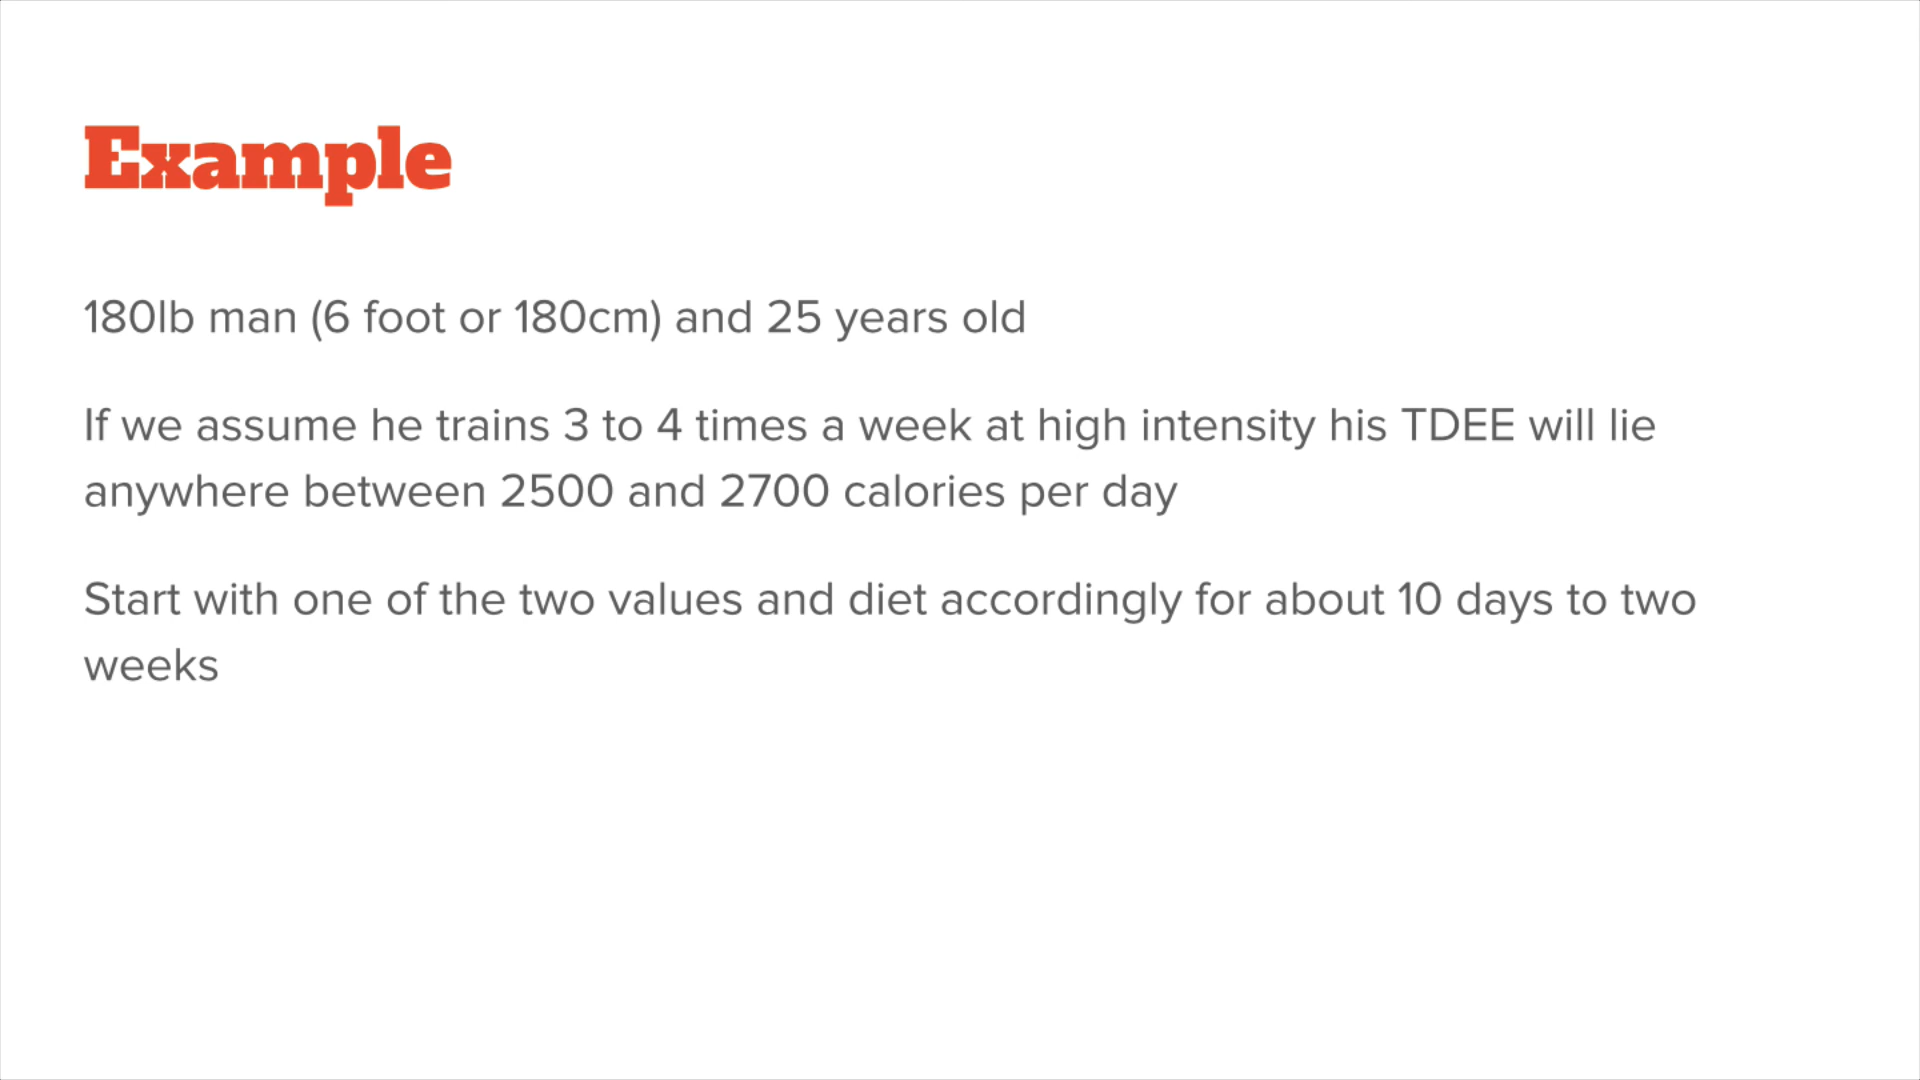 Example
180lb man (6 foot or 180cm) and 25 years old
If we assume he trains 3 to 4 times a week at high intensity his TDEE will lie
anywhere between 2500 and 2700 calories per day
Start with one of the two values and diet accordingly for about 10 days to two
weeks